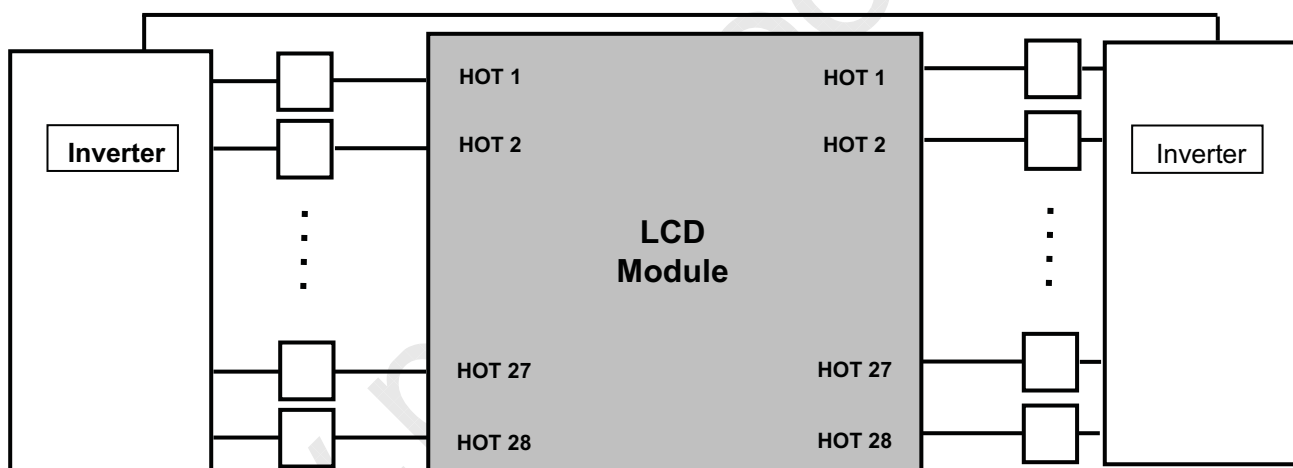 HOT 1
HOT 1
Inverter
HOT 2
HOT 2
Inverter
LCD
Module
HOT 27
HOT 27
HOT 28
HOT 28